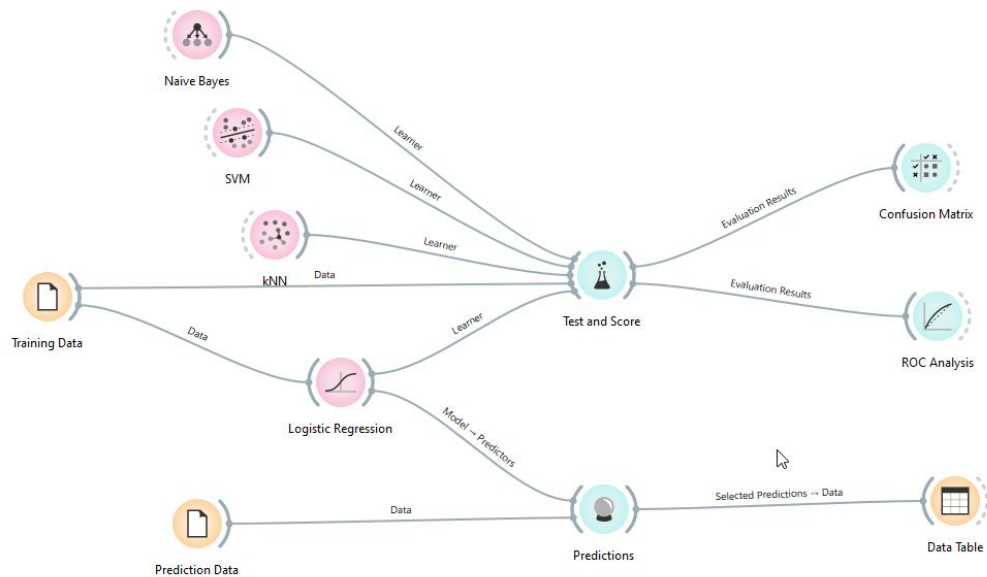 Naive Bayes
Learner
SVM
Learner
Confusion Matrix
Evaluation Results
kNN
Learner
Data
Test and Score
Evaluation Results
ROC Analysis
Training Data
Data
Learner
Logistic Regression
Model → Predictors
Selected Predictions → Data
Data
Predictions
Data Table
Prediction Data